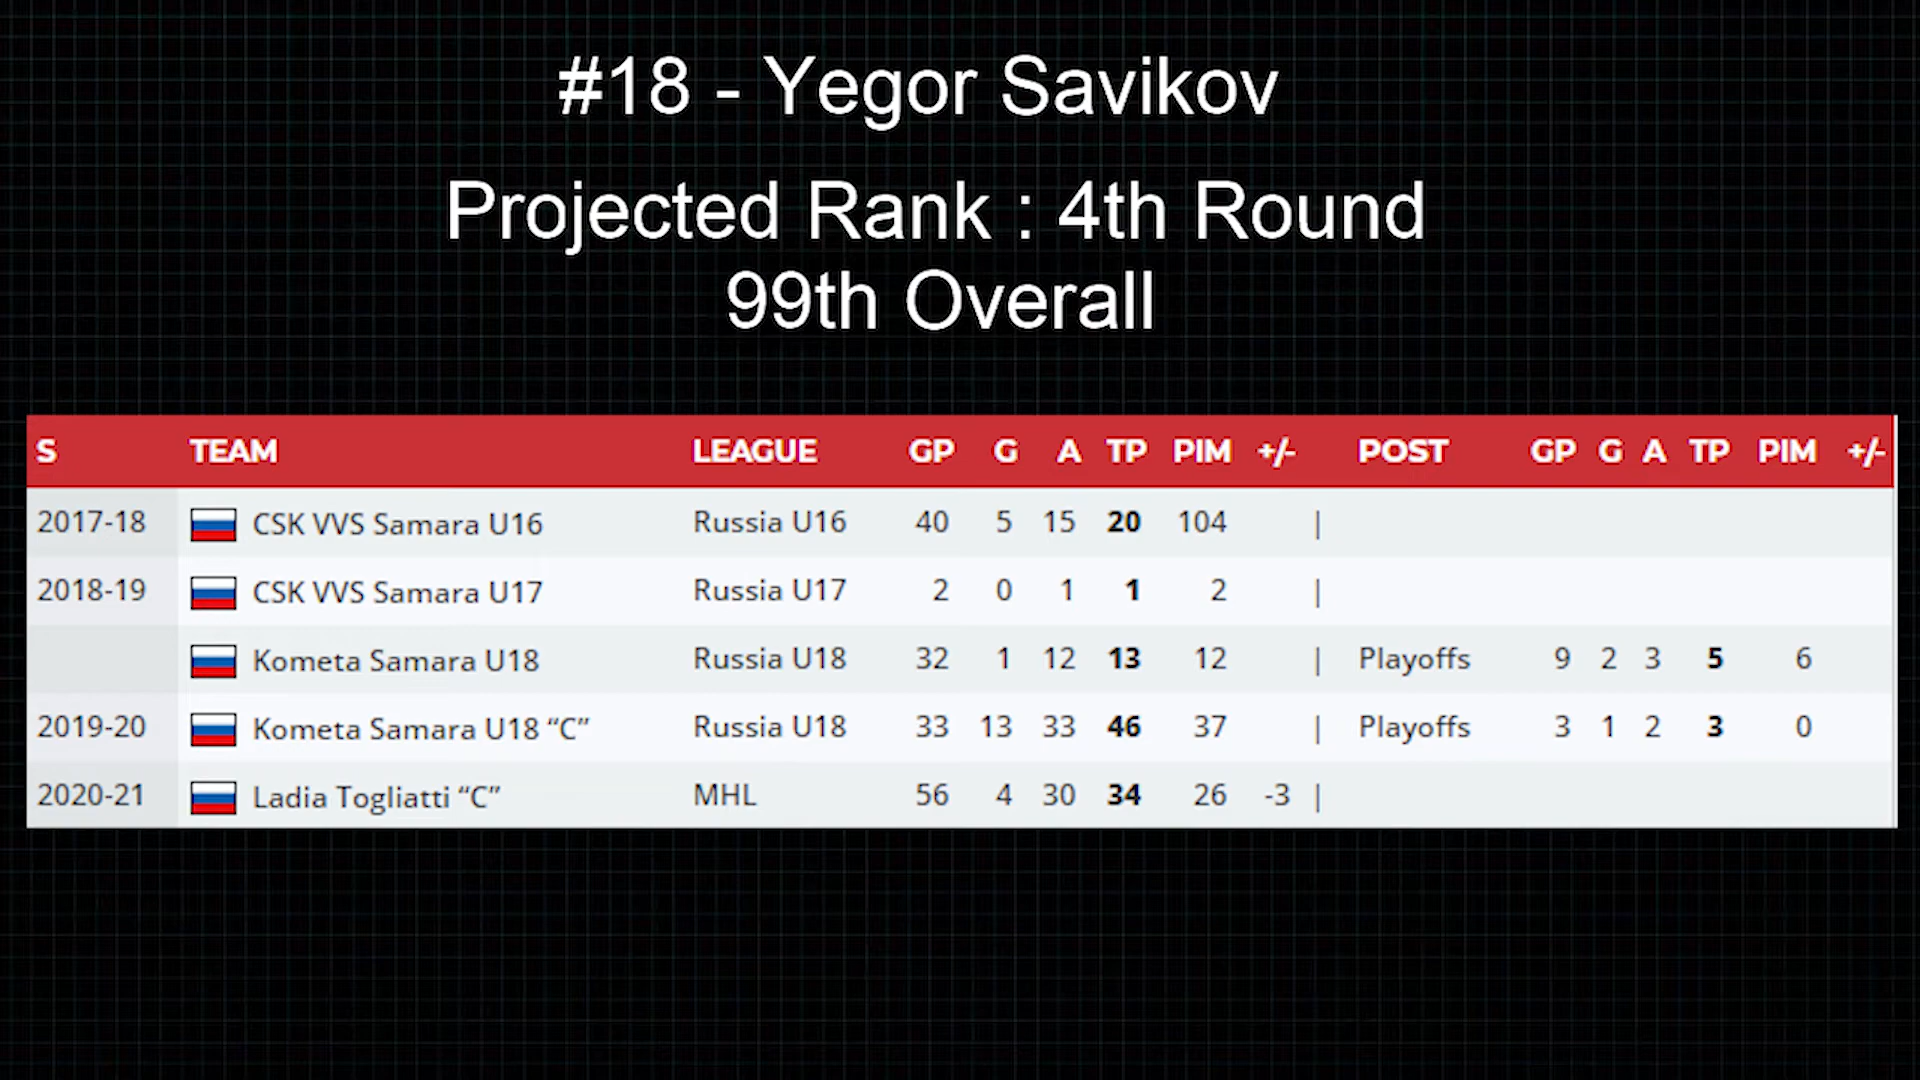 #18 - Yegor Savikov
Projected Rank : 4th Round
99th Overall
S TEAM LEAGUE GP G A TP PIM +/- POST GP G A TP PIM +/-
2017-18 CSK VVS Samara U16 Russia U16 40 5 15 20 104 |
2018-19 CSK VVS Samara U17 Russia U17 2 0 1 1 2 |
Kometa Samara U18 Russia U18 32 1 12 13 12 | Playoffs 9 2 3 5 6
2019-20 Kometa Samara U18 “C” Russia U18 33 13 33 46 37 | Playoffs 3 1 2 3 0
2020-21 Ladia Togliatti “C” MHL 56 4 30 34 26 -3 |